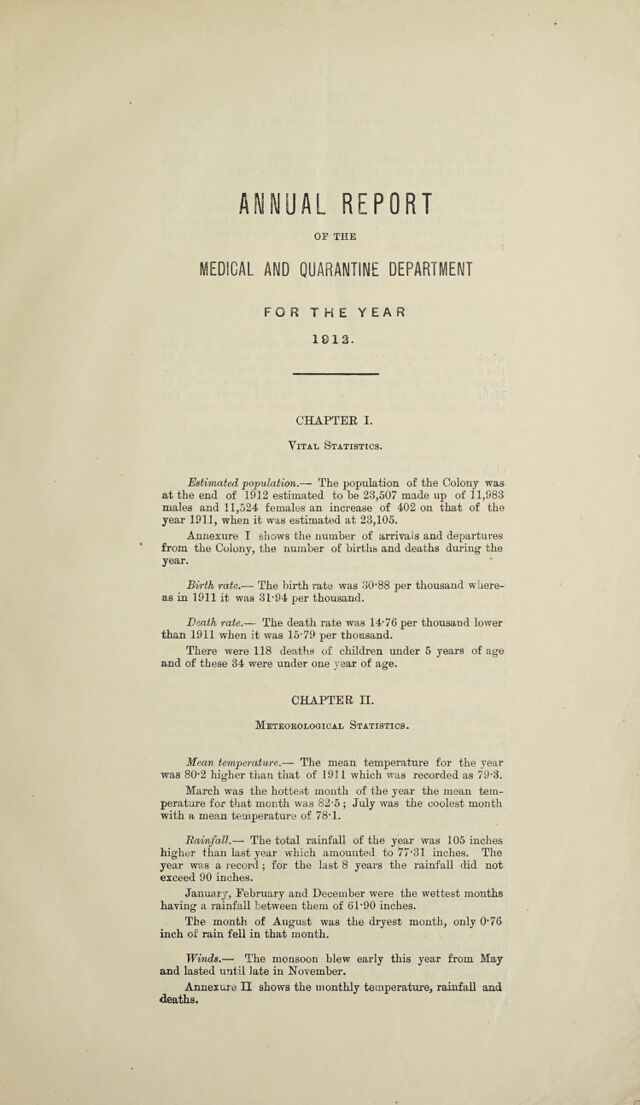 ANNUAL REPORT
OF THE
MEDICAL AND QUARANTINE DEPARTMENT
FOR THE YEAR
1912.
CHAPTER I.
VITAL STATISTICS.
Estimated population.— The population of the Colony was
at the end of 1912 estimated to be 23,507 made up of 11,983
males and 11,524 females an increase of 402 on that of the
year 1911, when it was estimated at 23,105.
Annexure I shows the number of arrivals and departures
from the Colony, the number of births and deaths during the
year.
Birth rate.— The birth rate was 30·88 per thousand where-
as in 1911 it was 31·94 per thousand.
Death rate.— The death rate was 14·76 per thousand lower
than 1911 when it was 15·79 per thousand.
There were 118 deaths of children under 5 years of age
and of these 34 were under one year of age.
CHAPTER II.
METEOROLOGICAL STATISTICS.
Mean temperature.— The mean temperature for the year
was 80·2 higher than that of 1911 which was recorded as 79·3.
March was the hottest month of the year the mean tem-
perature for that month was 82·5 ; July was the coolest month
with a mean temperature of 78·1.
Rainfall.— The total rainfall of the year was 105 inches
higher than last year which amounted to 77·31 inches. The
year was a record ; for the last 8 years the rainfall did not
exceed 90 inches.
January, February and December were the wettest months
having a rainfall between them of 61·90 inches.
The month of August was the dryest month, only 0·76
inch of rain fell in that month.
Winds.— The monsoon blew early this year from May
and lasted until late in November.
Annexure II shows the monthly temperature, rainfall and
deaths.